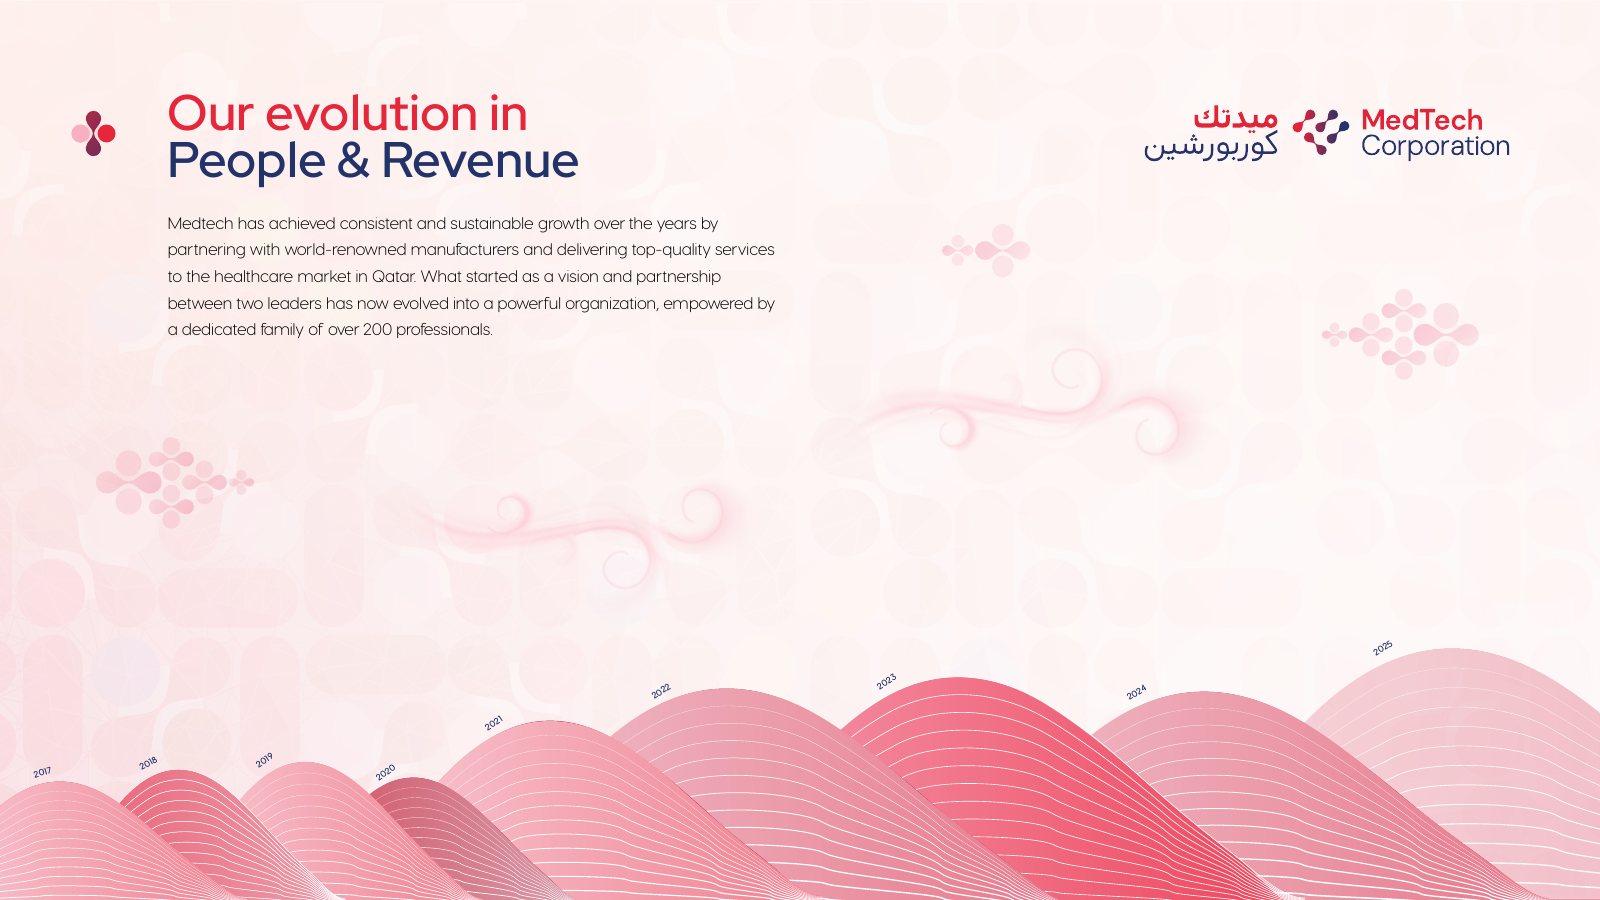 Our evolution in
People & Revenue
ميدتك
كوربورشين
MedTech
Corporation
Medtech has achieved consistent and sustainable growth over the years by
partnering with world-renowned manufacturers and delivering top-quality services
to the healthcare market in Qatar. What started as a vision and partnership
between two leaders has now evolved into a powerful organization, empowered by
a dedicated family of over 200 professionals.
2017
2018
2019
2020
2021
2022
2023
2024
2025